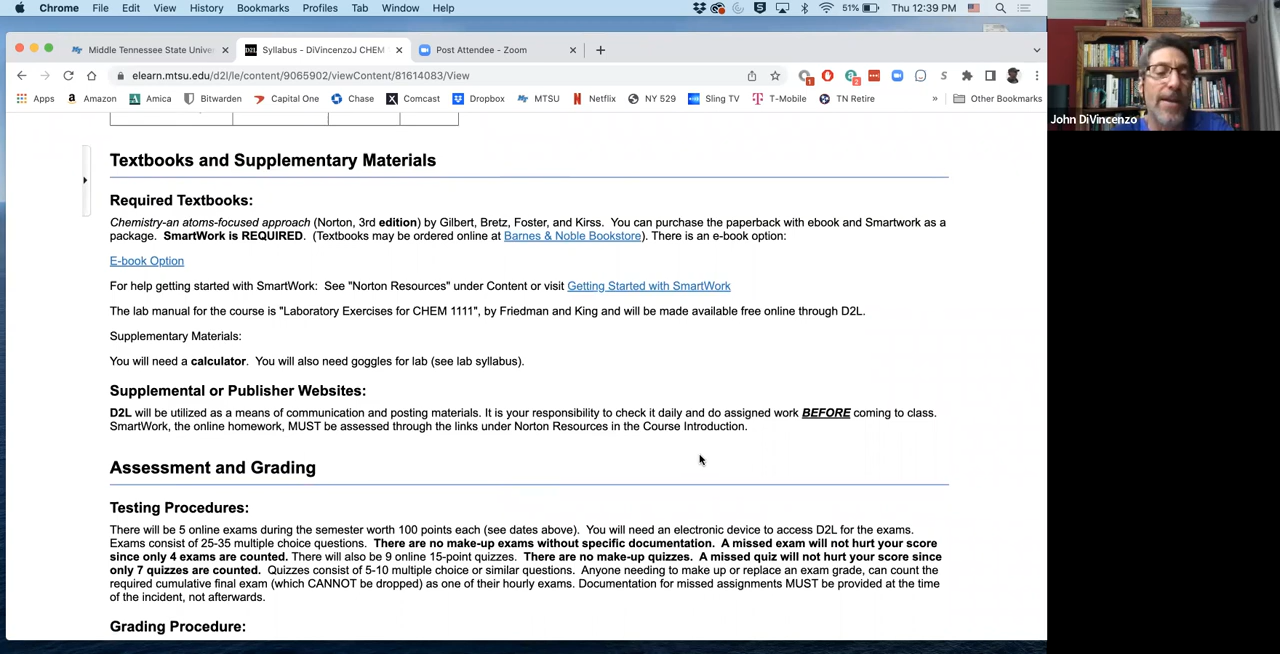 Chrome File Edit View History Bookmarks Profiles Tab Window Help 51% Thu 12:39 PM
Middle Tennessee State Univer Syllabus - DiVincenzoJ CHEM Post Attendee - Zoom
elearn.mtsu.edu/d2l/le/content/9065902/viewContent/81614083/View
Apps Amazon Amica Bitwarden Capital One Chase Comcast Dropbox MTSU Netflix NY 529 Sling TV T-Mobile TN Retire » Other Bookmarks
John DiVincenzo
Textbooks and Supplementary Materials
Required Textbooks:
Chemistry-an atoms-focused approach (Norton, 3rd edition) by Gilbert, Bretz, Foster, and Kirss. You can purchase the paperback with ebook and Smartwork as a
package. SmartWork is REQUIRED. (Textbooks may be ordered online at Barnes & Noble Bookstore). There is an e-book option:
E-book Option
For help getting started with SmartWork: See "Norton Resources" under Content or visit Getting Started with SmartWork
The lab manual for the course is "Laboratory Exercises for CHEM 1111", by Friedman and King and will be made available free online through D2L.
Supplementary Materials:
You will need a calculator. You will also need goggles for lab (see lab syllabus).
Supplemental or Publisher Websites:
D2L will be utilized as a means of communication and posting materials. It is your responsibility to check it daily and do assigned work BEFORE coming to class.
SmartWork, the online homework, MUST be assessed through the links under Norton Resources in the Course Introduction.
Assessment and Grading
Testing Procedures:
There will be 5 online exams during the semester worth 100 points each (see dates above). You will need an electronic device to access D2L for the exams.
Exams consist of 25-35 multiple choice questions. There are no make-up exams without specific documentation. A missed exam will not hurt your score
since only 4 exams are counted. There will also be 9 online 15-point quizzes. There are no make-up quizzes. A missed quiz will not hurt your score since
only 7 quizzes are counted. Quizzes consist of 5-10 multiple choice or similar questions. Anyone needing to make up or replace an exam grade, can count the
required cumulative final exam (which CANNOT be dropped) as one of their hourly exams. Documentation for missed assignments MUST be provided at the time
of the incident, not afterwards.
Grading Procedure: